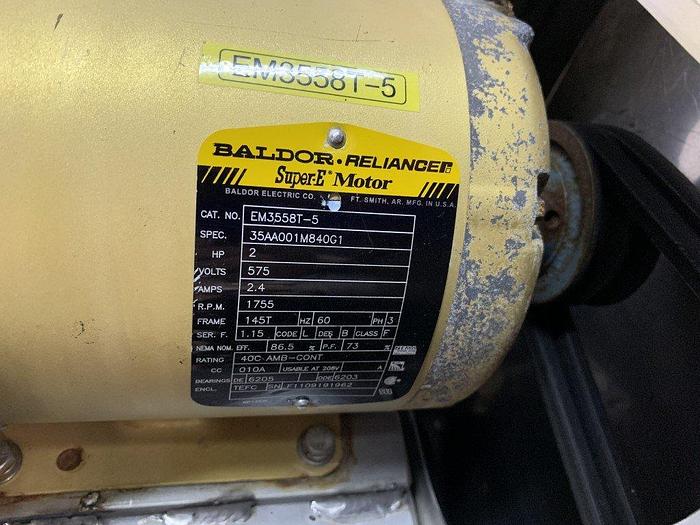 EM3558T-5
BALDOR • RELIANCER
Super-E® Motor
BALDOR ELECTRIC CO. FT. SMITH, AR. MFG. IN U.S.A.
CAT. NO. EM3558T-5
SPEC. 35AA001M840G1
HP 2
VOLTS 575
AMPS 2.4
R.P.M. 1755
FRAME 145T HZ 60 PH 3
SER. F. 1.15 CODE L DES B CLASS F
NEMA NOM. EFF. 86.5 % P.F. 73 %
RATING 40C AMB-CONT
CC 010A USABLE AT 208V A
BEARINGS DE 6205 ODE 6203
ENCL. TEFC SN F1109191962